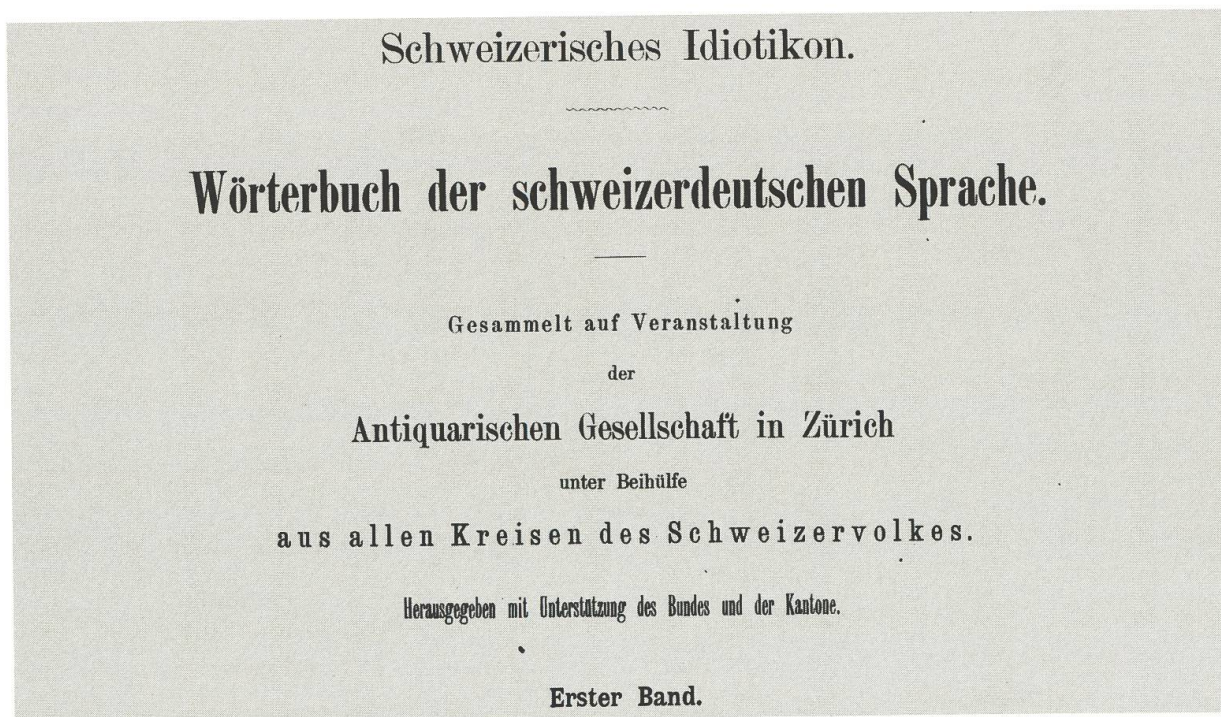 Schweizerisches Idiotikon.
Wörterbuch der schweizerdeutschen Sprache.
Gesammelt auf Veranstaltung
der
Antiquarischen Gesellschaft in Zürich
unter Beihülfe
aus allen Kreisen des Schweizervolkes.
Herausgegeben mit Unterstützung des Bundes und der Kantone.
Erster Band.